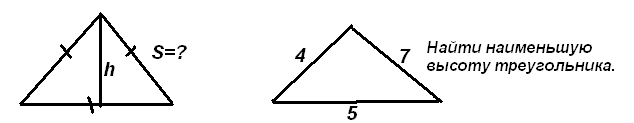 S=?
h
4
7
5
Найти наименьшую
высоту треугольника.